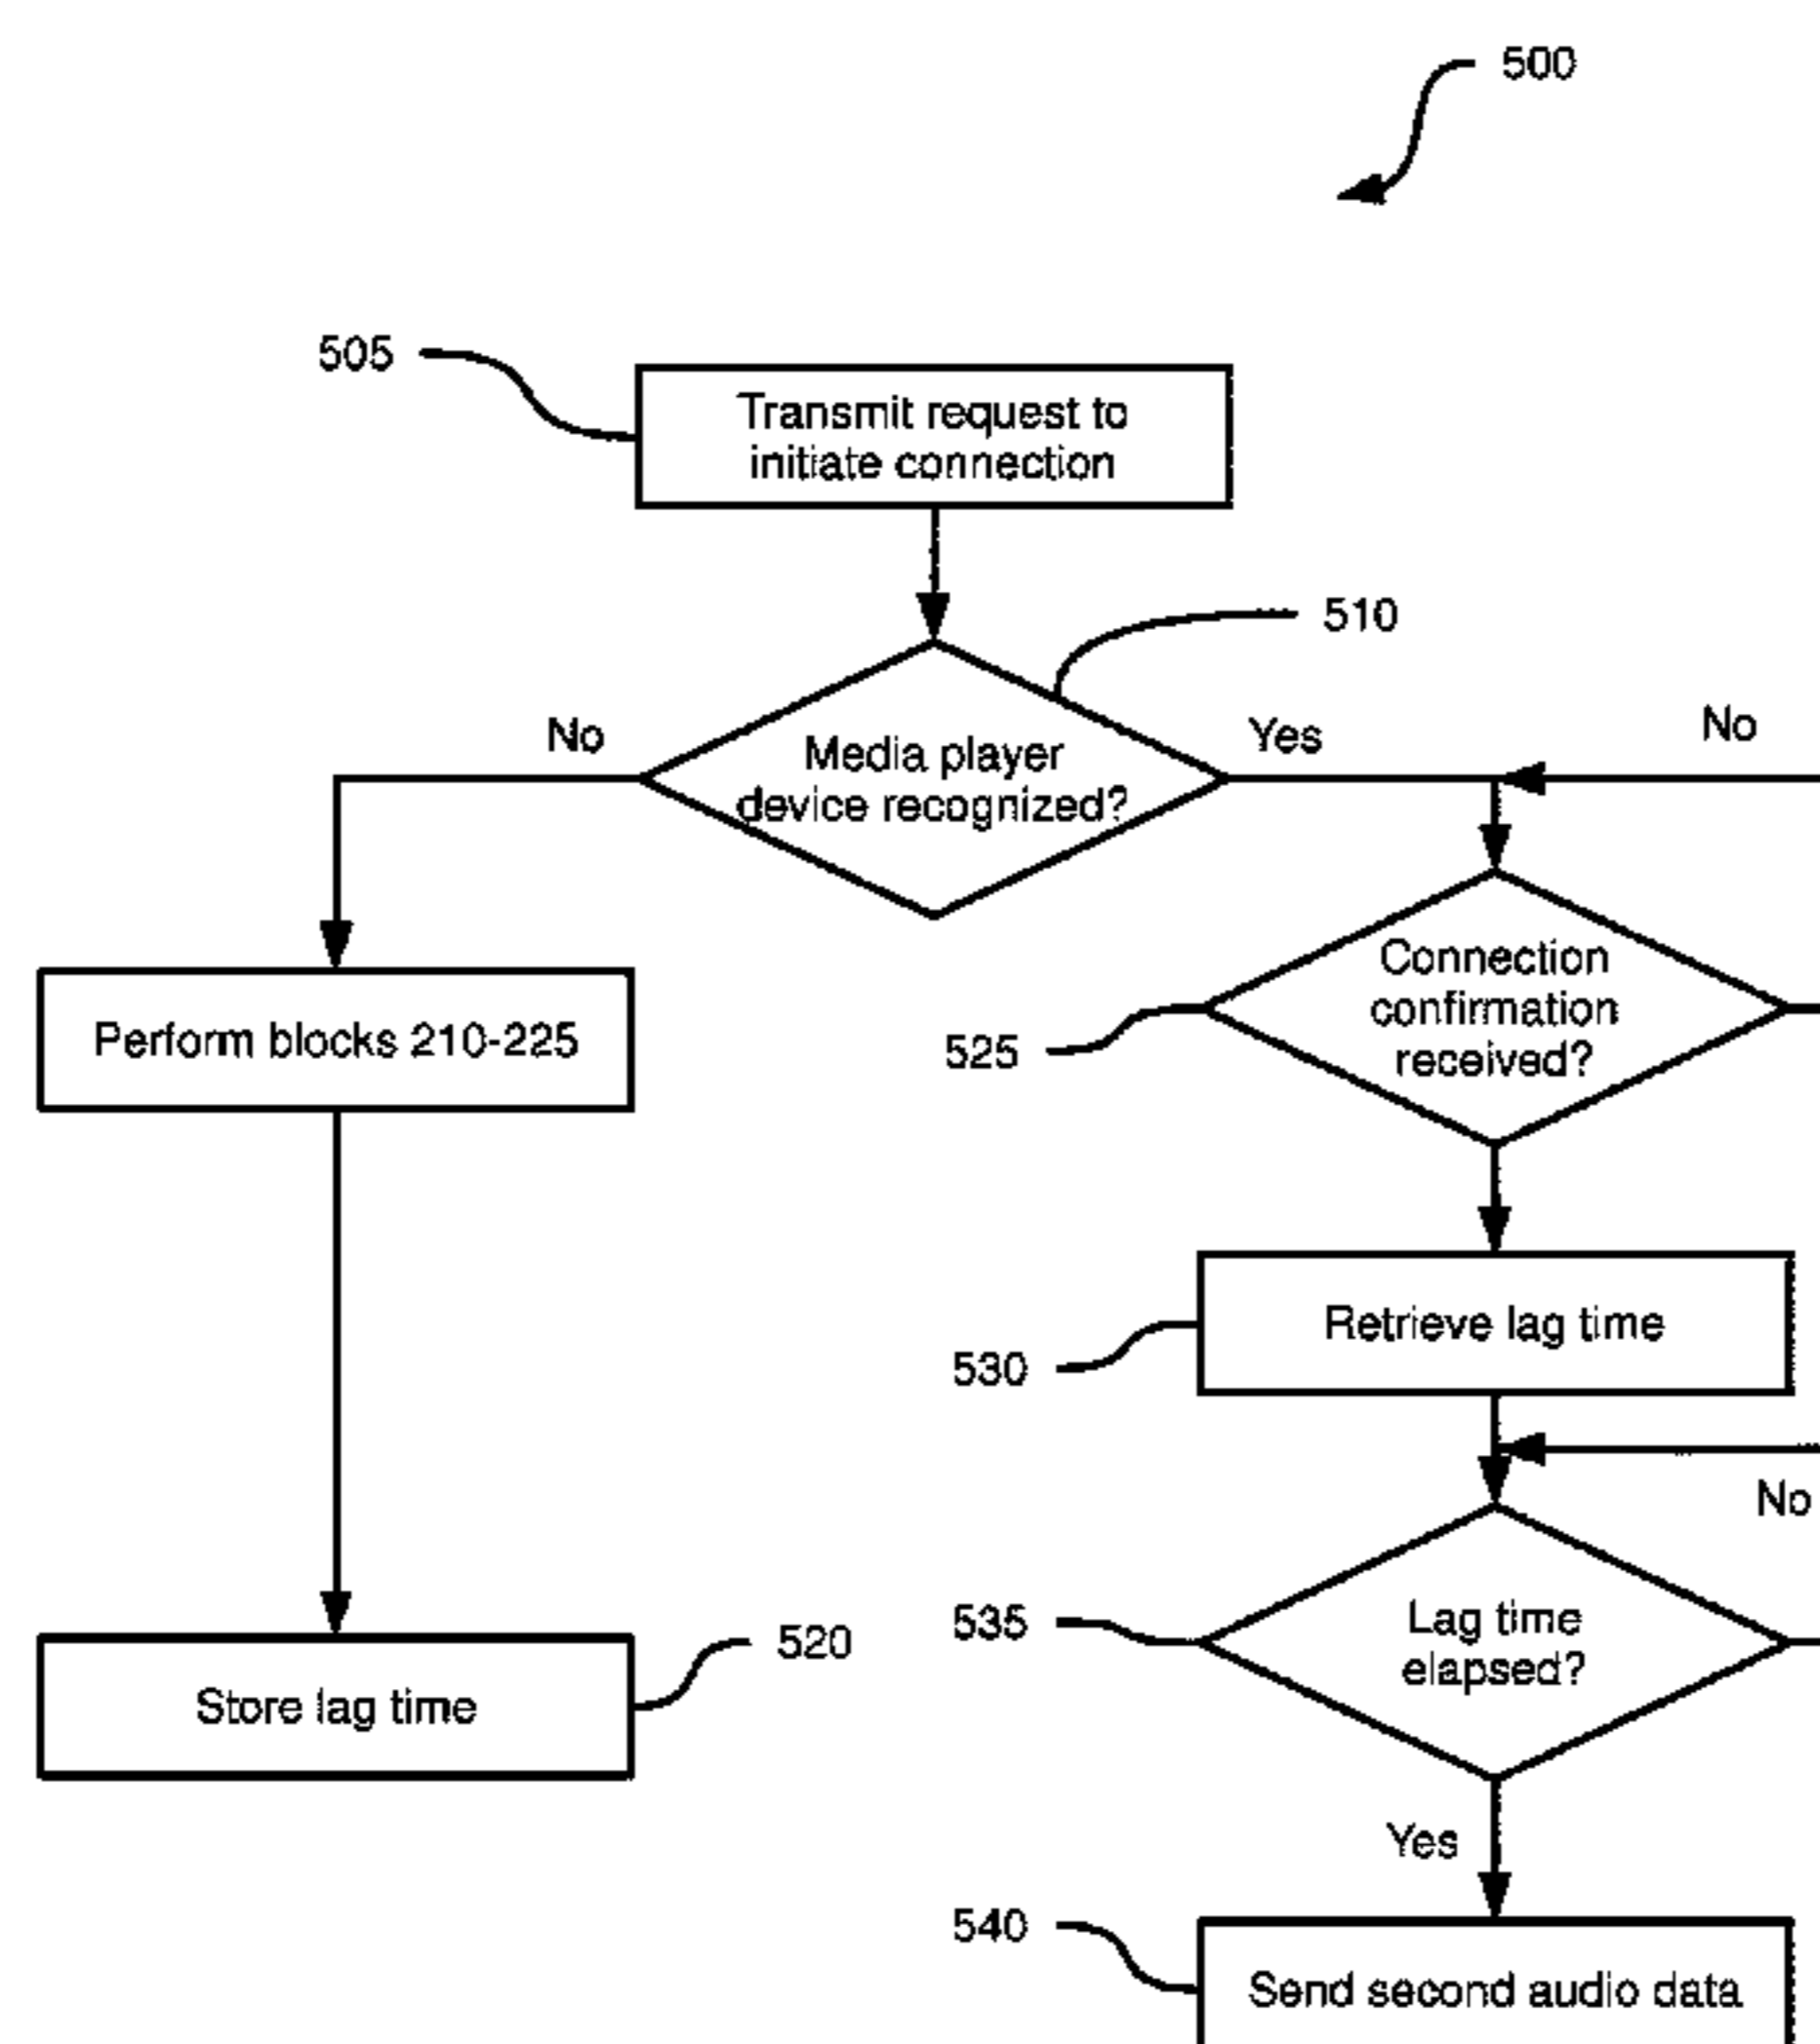 500
505
Transmit request to
initiate connection
510
No
Yes
No
Media player
device recognized?
Connection
confirmation
received?
525
Perform blocks 210-225
Retrieve lag time
530
No
Lag time
elapsed?
535
520
Store lag time
Yes
540
Send second audio data